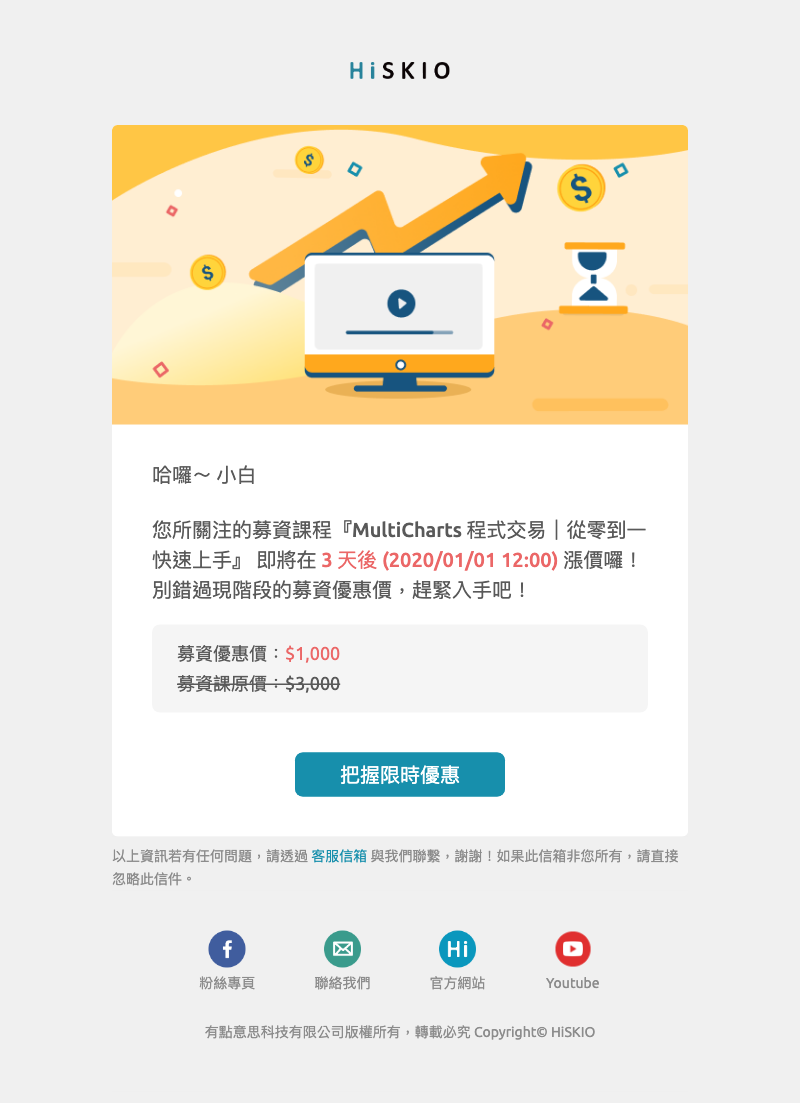 HiSKIO
哈囉～ 小白
您所關注的募資課程『MultiCharts 程式交易｜從零到一
快速上手』 即將在 3 天後 (2020/01/01 12:00) 漲價囉！
別錯過現階段的募資優惠價，趕緊入手吧！
募資優惠價：$1,000
募資課原價：$3,000
把握限時優惠
以上資訊若有任何問題，請透過 客服信箱 與我們聯繫，謝謝！如果此信箱非您所有，請直接
忽略此信件。
Hi
粉絲專頁 聯絡我們 官方網站 Youtube
有點意思科技有限公司版權所有，轉載必究 Copyright© HiSKIO